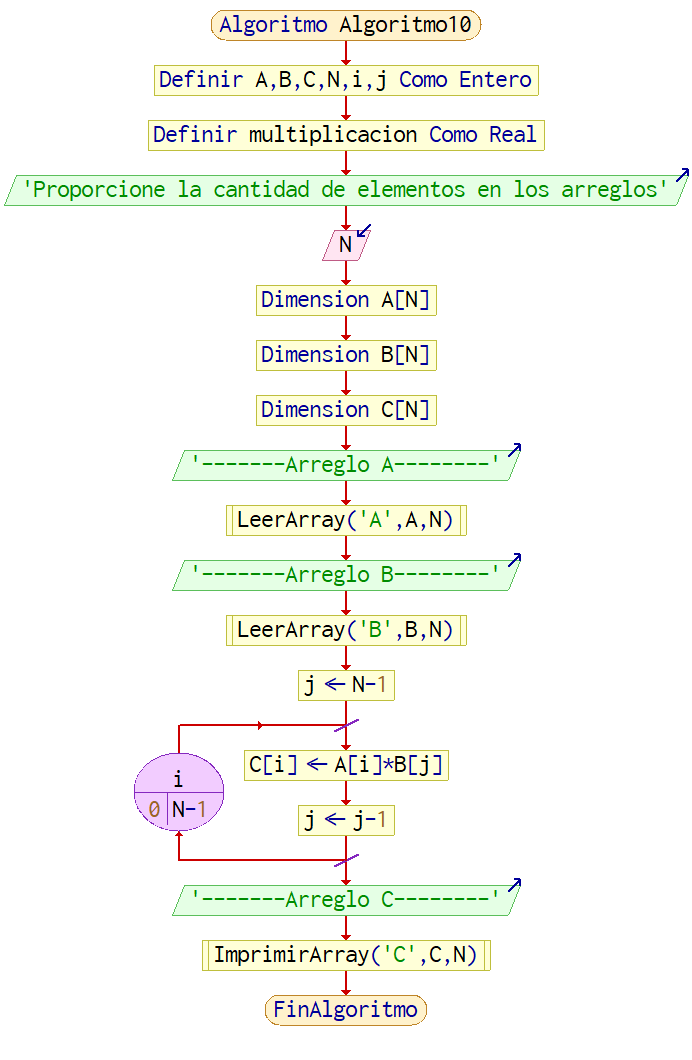 Algoritmo Algoritmo10
Definir A,B,C,N,i,j Como Entero
Definir multiplicacion Como Real
'Proporcione la cantidad de elementos en los arreglos'
N
Dimension A[N]
Dimension B[N]
Dimension C[N]
'-------Arreglo A--------'
LeerArray('A',A,N)
'-------Arreglo B--------'
LeerArray('B',B,N)
j ← N-1
i
0 N-1
C[i] ← A[i]*B[j]
j ← j-1
'-------Arreglo C--------'
ImprimirArray('C',C,N)
FinAlgoritmo